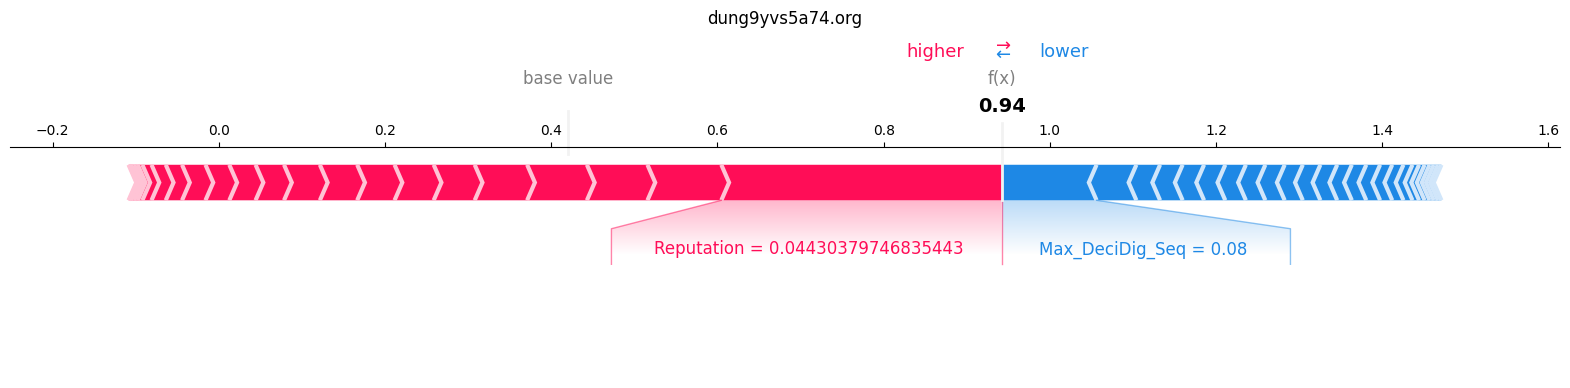 dung9yvs5a74.org
higher ⇄ lower
base value f(x)
0.94
−0.2 0.0 0.2 0.4 0.6 0.8 1.0 1.2 1.4 1.6
Reputation = 0.04430379746835443 Max_DeciDig_Seq = 0.08